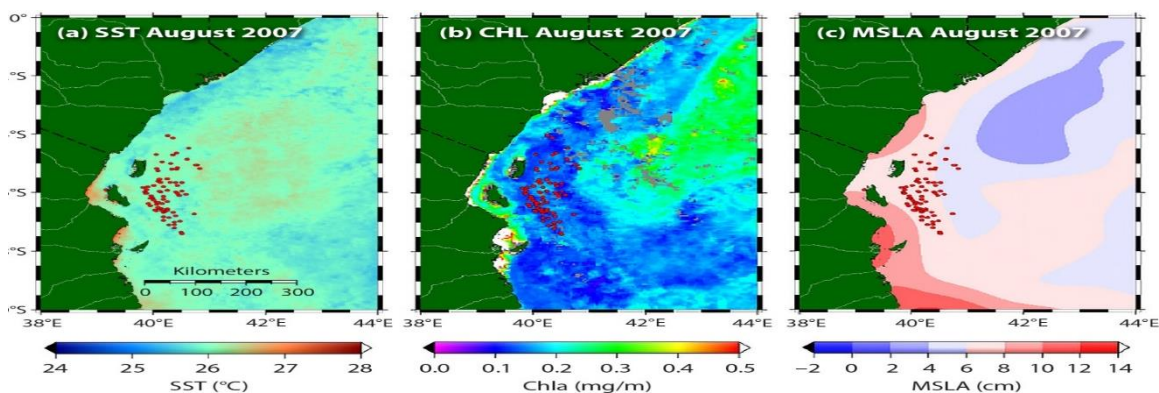 (a) SST August 2007
(b) CHL August 2007
(c) MSLA August 2007
0°
°S
°S
°S
°S
°S
Kilometers
0 100 200 300
38°E 40°E 42°E 44°E
24 25 26 27 28
SST (°C)
0°
°S
°S
°S
°S
°S
38°E 40°E 42°E 44°E
0.0 0.1 0.2 0.3 0.4 0.5
Chla (mg/m)
0°
°S
°S
°S
°S
°S
38°E 40°E 42°E 44°E
−2 0 2 4 6 8 10 12 14
MSLA (cm)